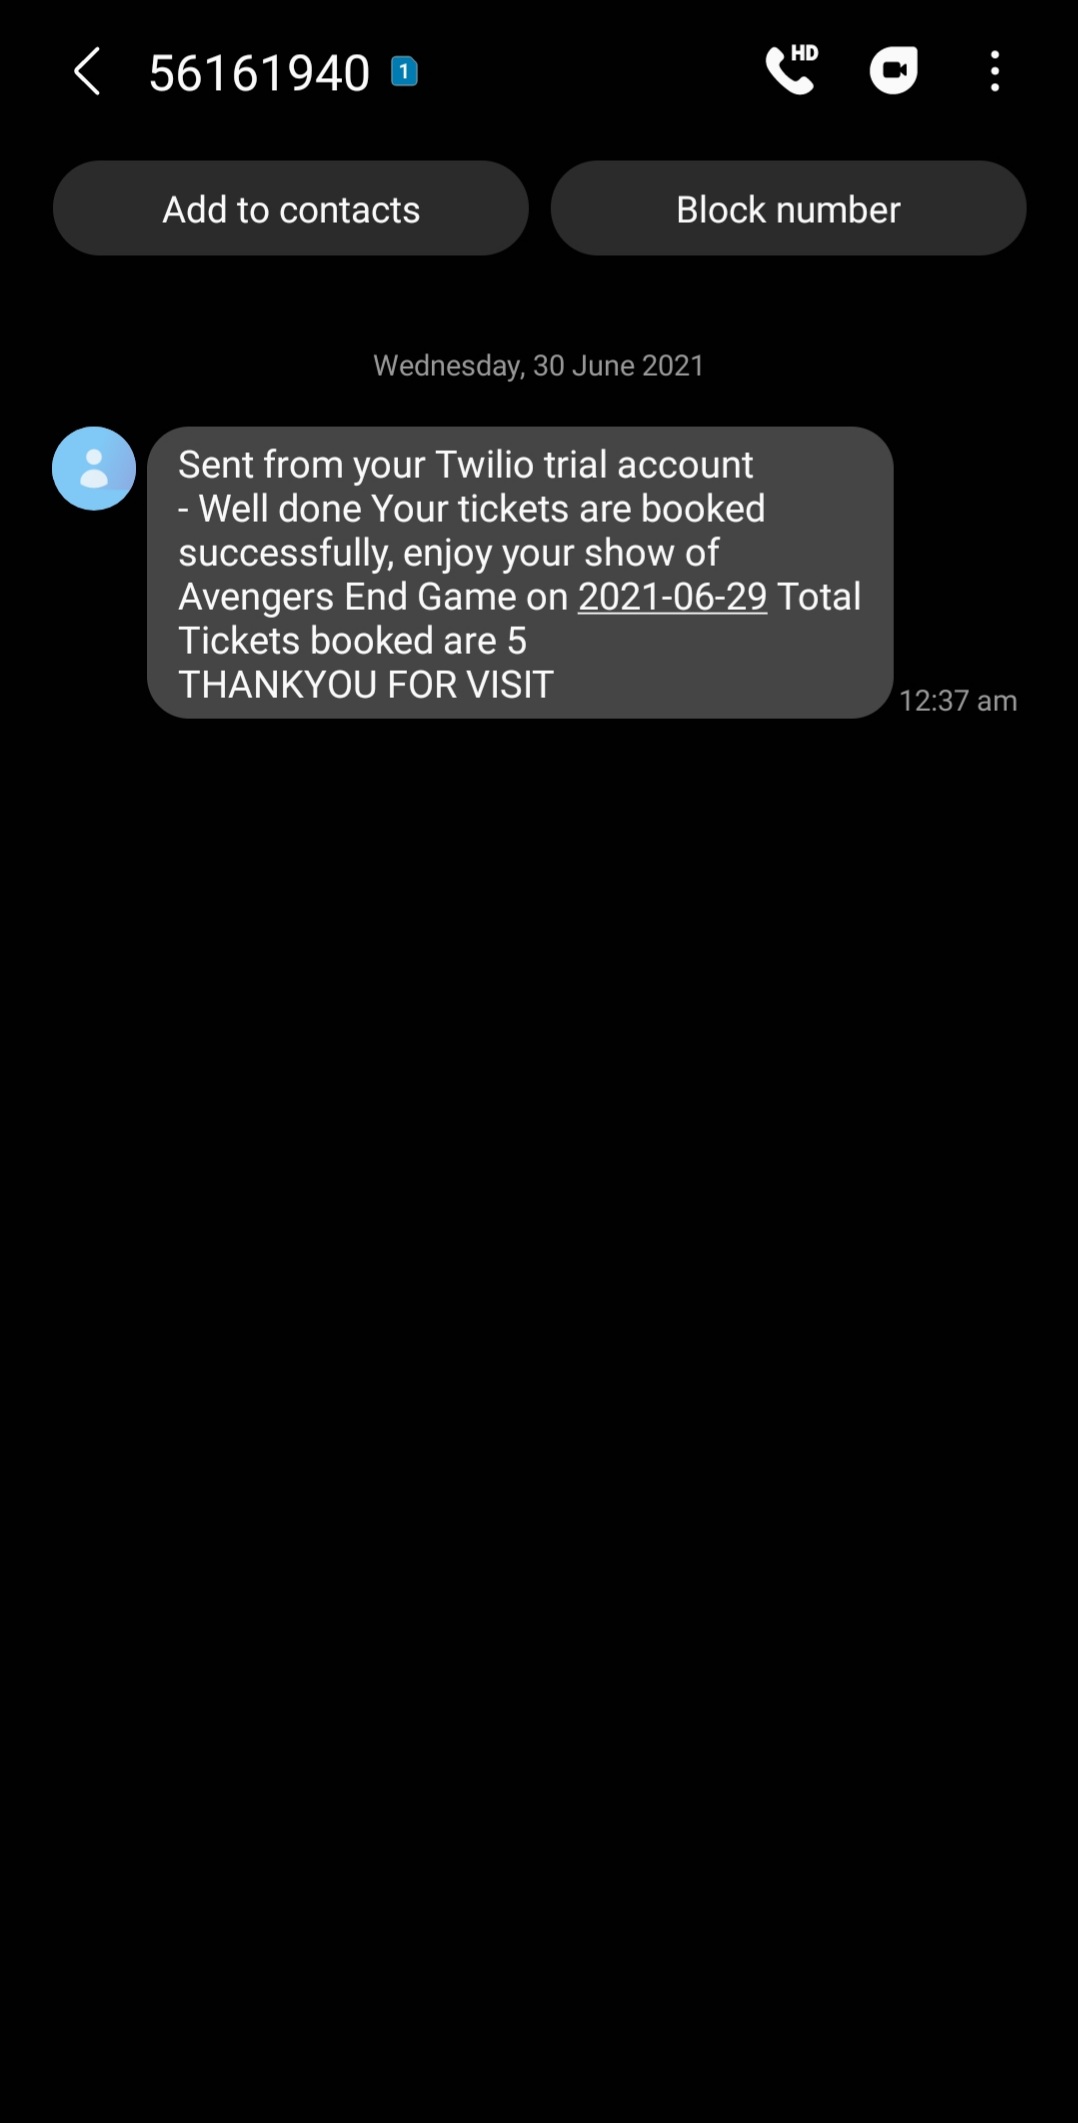 56161940 1
HD
Add to contacts
Block number
Wednesday, 30 June 2021
Sent from your Twilio trial account
- Well done Your tickets are booked
successfully, enjoy your show of
Avengers End Game on 2021-06-29 Total
Tickets booked are 5
THANKYOU FOR VISIT
12:37 am